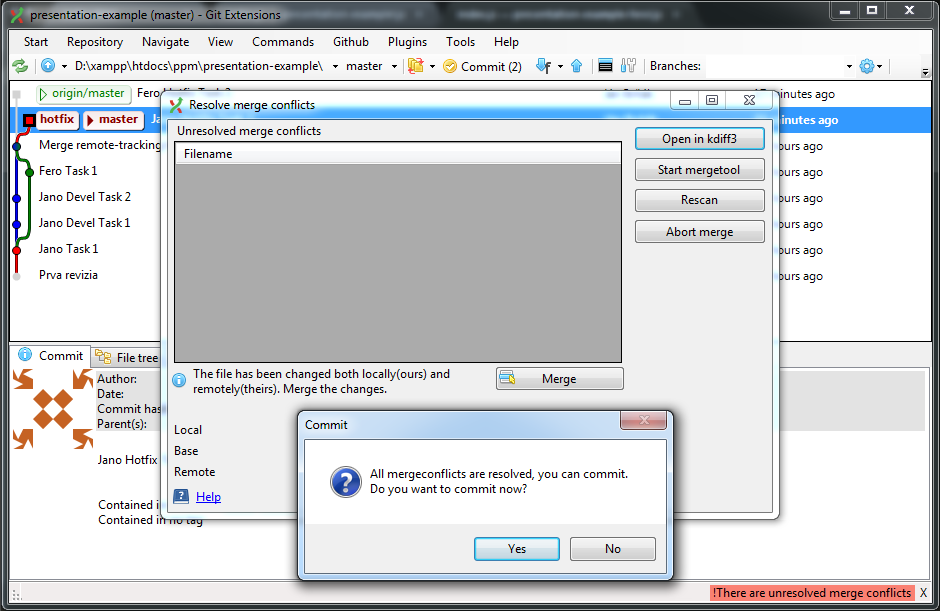 presentation-example (master) - Git Extensions
Start Repository Navigate View Commands Github Plugins Tools Help
D:\xampp\htdocs\ppm\presentation-example\ master Commit (2) Branches:
origin/master Fero minutes ago
hotfix master minutes ago
Merge remote-tracking ours ago
Fero Task 1 ours ago
Jano Devel Task 2 ours ago
Jano Devel Task 1 ours ago
Jano Task 1 ours ago
Prva revizia ours ago
Resolve merge conflicts
Unresolved merge conflicts
Filename
Open in kdiff3
Start mergetool
Rescan
Abort merge
The file has been changed both locally(ours) and
remotely(theirs). Merge the changes.
Merge
Local
Base
Remote
Help
Commit File tree
Author:
Date:
Commit has
Parent(s):
Jano Hotfix
Contained i
Contained in no tag
Commit
All mergeconflicts are resolved, you can commit.
Do you want to commit now?
Yes No
!There are unresolved merge conflicts X